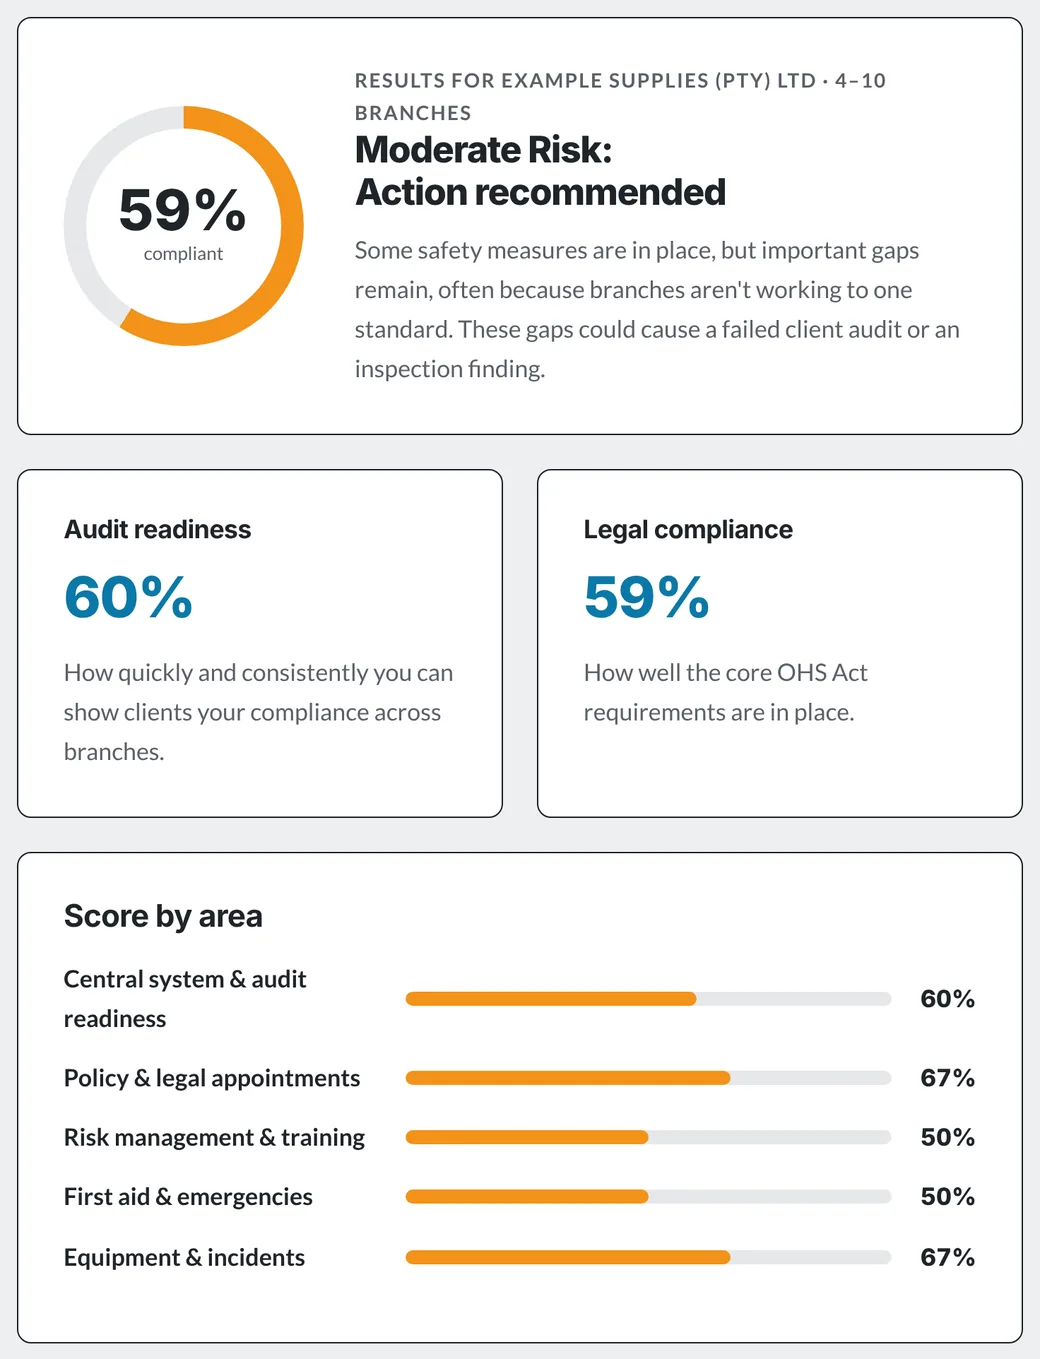 RESULTS FOR EXAMPLE SUPPLIES (PTY) LTD · 4–10
BRANCHES
Moderate Risk:
Action recommended
59%
compliant
Some safety measures are in place, but important gaps
remain, often because branches aren't working to one
standard. These gaps could cause a failed client audit or an
inspection finding.
Audit readiness
60%
How quickly and consistently you can
show clients your compliance across
branches.
Legal compliance
59%
How well the core OHS Act
requirements are in place.
Score by area
Central system & audit
readiness
60%
Policy & legal appointments 67%
Risk management & training 50%
First aid & emergencies 50%
Equipment & incidents 67%